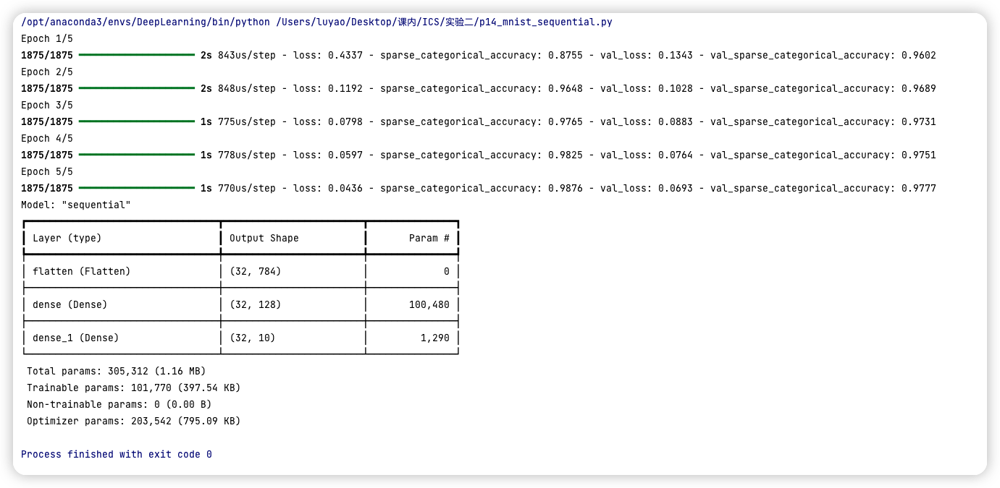 /opt/anaconda3/envs/DeepLearning/bin/python /Users/luyao/Desktop/课内/ICS/实验二/p14_mnist_sequential.py
Epoch 1/5
1875/1875 ━━━━━━━━━━━━━━━━━━━━ 2s 843us/step - loss: 0.4337 - sparse_categorical_accuracy: 0.8755 - val_loss: 0.1343 - val_sparse_categorical_accuracy: 0.9602
Epoch 2/5
1875/1875 ━━━━━━━━━━━━━━━━━━━━ 2s 848us/step - loss: 0.1192 - sparse_categorical_accuracy: 0.9648 - val_loss: 0.1028 - val_sparse_categorical_accuracy: 0.9689
Epoch 3/5
1875/1875 ━━━━━━━━━━━━━━━━━━━━ 1s 775us/step - loss: 0.0798 - sparse_categorical_accuracy: 0.9765 - val_loss: 0.0883 - val_sparse_categorical_accuracy: 0.9731
Epoch 4/5
1875/1875 ━━━━━━━━━━━━━━━━━━━━ 1s 778us/step - loss: 0.0597 - sparse_categorical_accuracy: 0.9825 - val_loss: 0.0764 - val_sparse_categorical_accuracy: 0.9751
Epoch 5/5
1875/1875 ━━━━━━━━━━━━━━━━━━━━ 1s 770us/step - loss: 0.0436 - sparse_categorical_accuracy: 0.9876 - val_loss: 0.0693 - val_sparse_categorical_accuracy: 0.9777
Model: "sequential"
Layer (type) Output Shape Param #
flatten (Flatten) (32, 784) 0
dense (Dense) (32, 128) 100,480
dense_1 (Dense) (32, 10) 1,290
Total params: 305,312 (1.16 MB)
Trainable params: 101,770 (397.54 KB)
Non-trainable params: 0 (0.00 B)
Optimizer params: 203,542 (795.09 KB)
Process finished with exit code 0